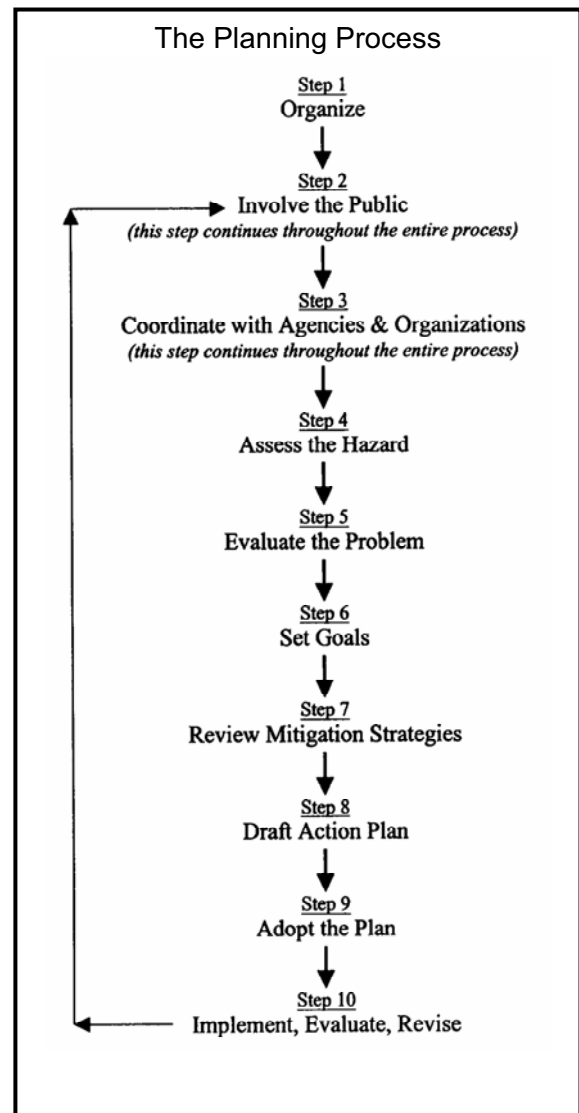 The Planning Process
Step 1
Organize
Step 2
Involve the Public
(this step continues throughout the entire process)
Step 3
Coordinate with Agencies & Organizations
(this step continues throughout the entire process)
Step 4
Assess the Hazard
Step 5
Evaluate the Problem
Step 6
Set Goals
Step 7
Review Mitigation Strategies
Step 8
Draft Action Plan
Step 9
Adopt the Plan
Step 10
Implement, Evaluate, Revise